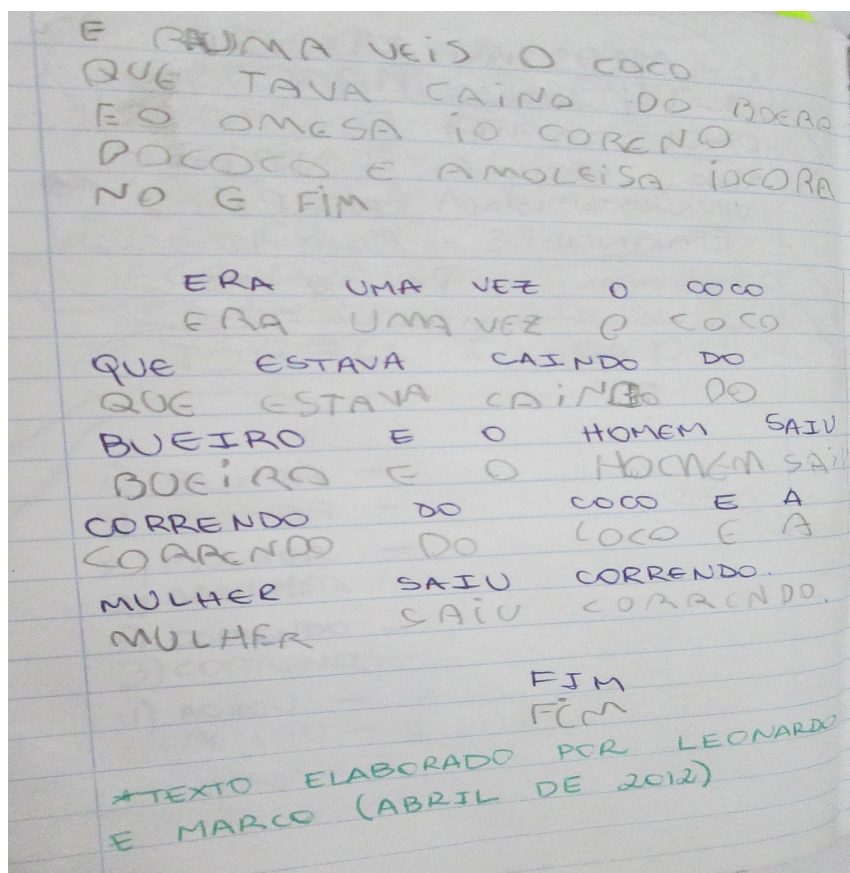 E RAUMA VEIS O COCO
QUE TAVA CAINO DO BOERO
E O OMESA IO CORENO
DOCOCO E AMOLEISA IOCORA
NO E FIM
ERA UMA VEZ O COCO
ERA UMA VEZ O COCO
QUE ESTAVA CAINDO DO
QUE ESTAVA CAINDO DO
BUEIRO E O HOMEM SAIU
BOEIRO E O HOMEM SAIU
CORRENDO DO COCO E A
CORRENDO DO COCO E A
MULHER SAIU CORRENDO.
MULHER SAIU CORRENDO.
FIM
FIM
*TEXTO ELABORADO POR LEONARDO
E MARCO (ABRIL DE 2012)